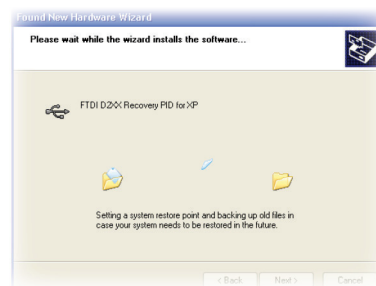 Found New Hardware Wizard
Please wait while the wizard installs the software...
FTDI D2XX Recovery PID for XP
Setting a system restore point and backing up old files in
case your system needs to be restored in the future.
< Back
Next >
Cancel